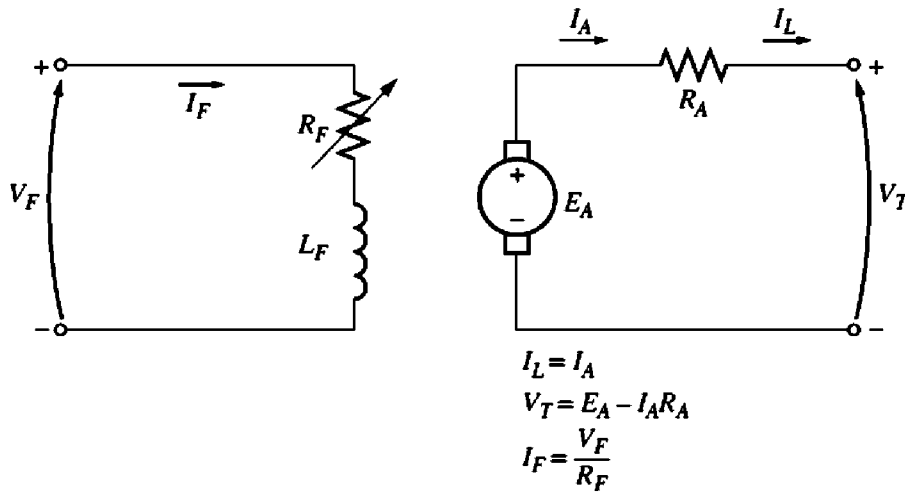 I_A
I_L
+
I_F
R_F
V_F
L_F
−
R_A
+
E_A
−
+
V_T
−
I_L = I_A
V_T = E_A − I_A R_A
I_F = V_F / R_F